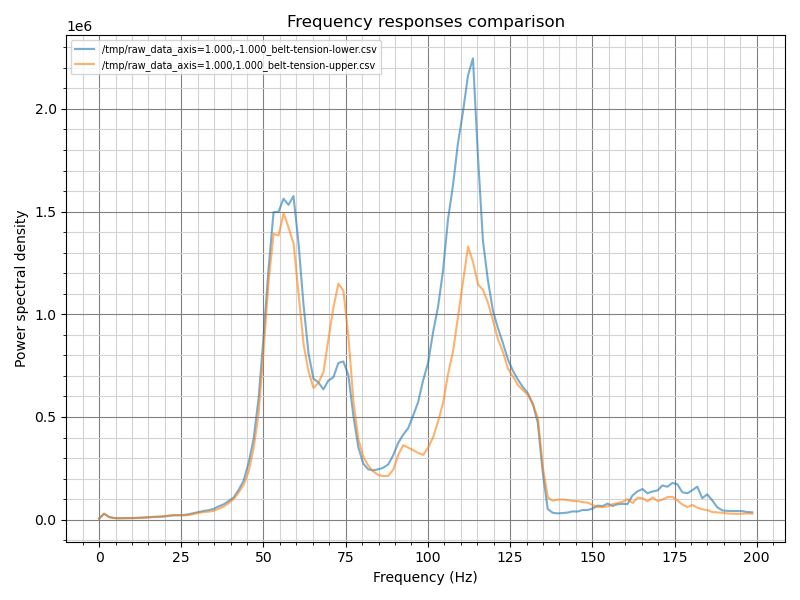 Frequency responses comparison
1e6
/tmp/raw_data_axis=1.000,-1.000_belt-tension-lower.csv
/tmp/raw_data_axis=1.000,1.000_belt-tension-upper.csv
2.0
1.5
1.0
0.5
0.0
Power spectral density
0 25 50 75 100 125 150 175 200
Frequency (Hz)